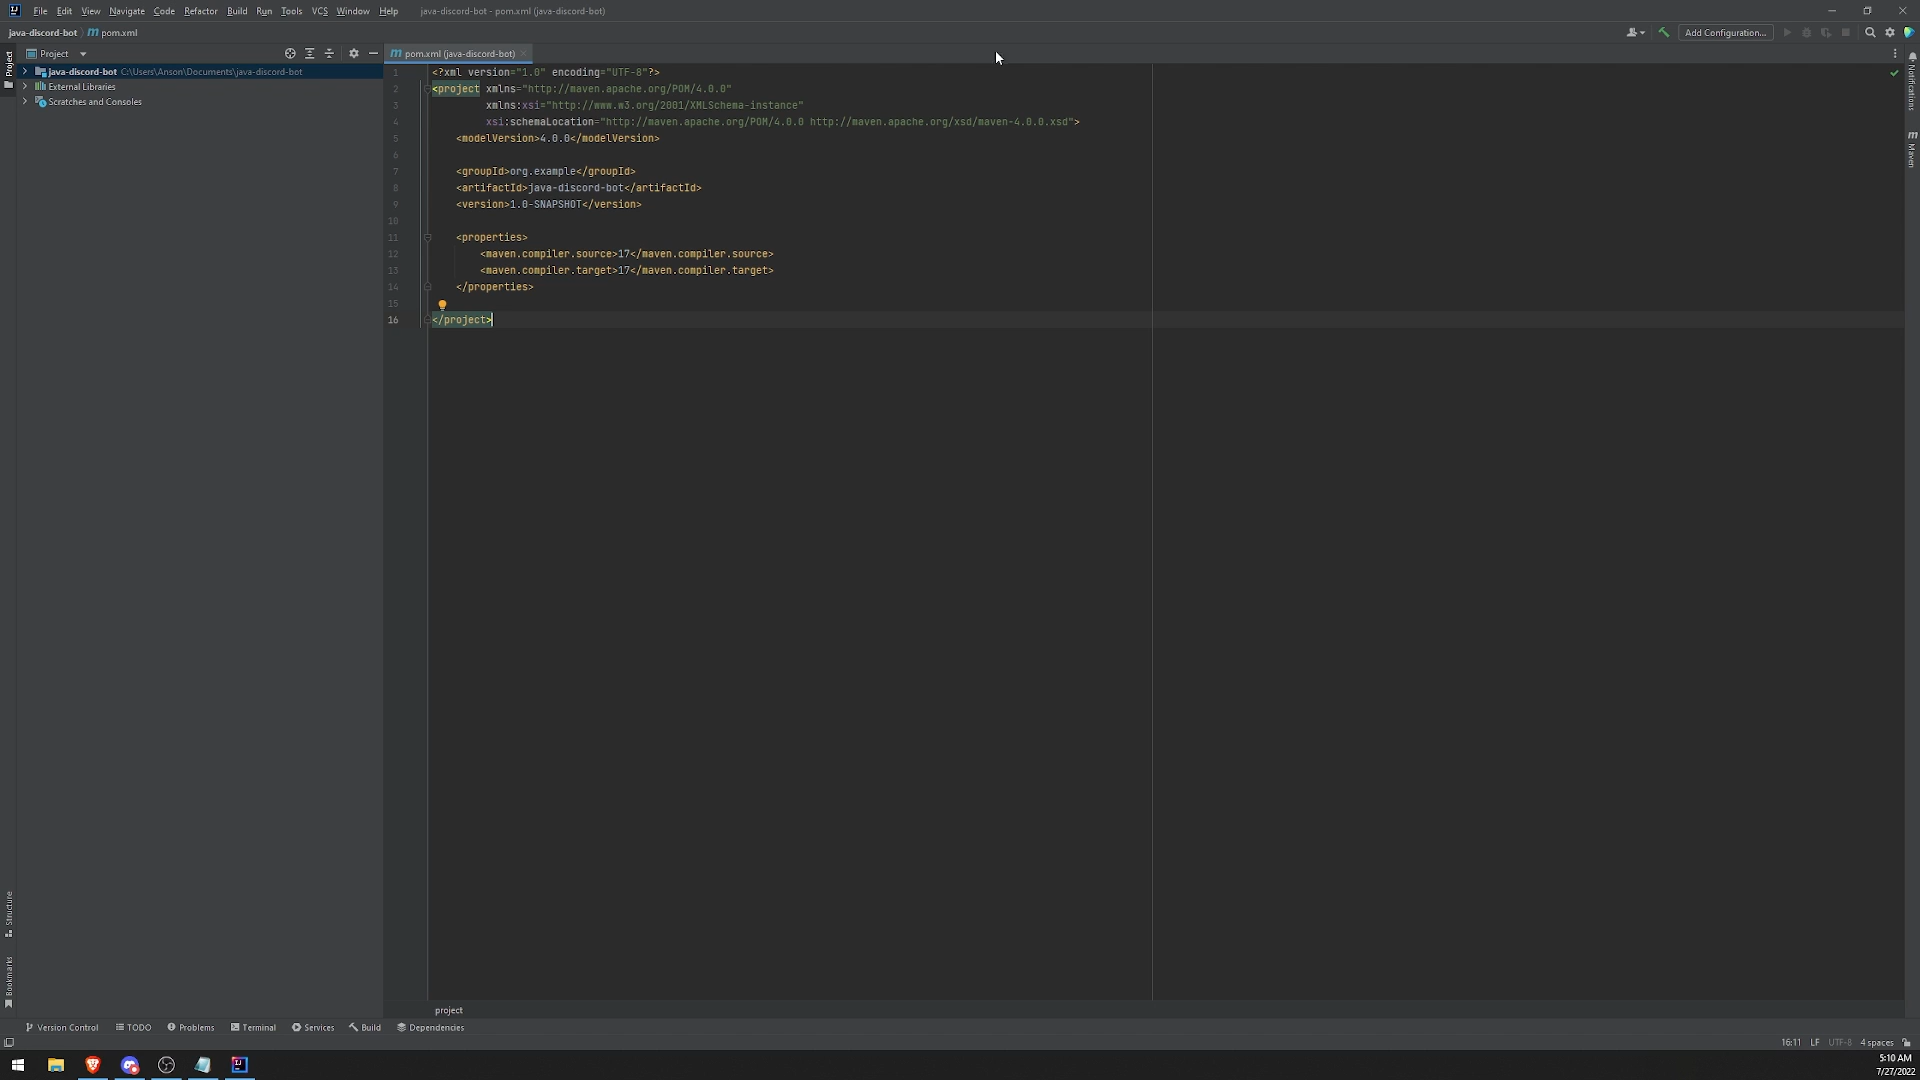 File Edit View Navigate Code Refactor Build Run Tools VCS Window Help java-discord-bot - pom.xml (java-discord-bot)
java-discord-bot pom.xml Add Configuration...
Project pom.xml (java-discord-bot)
java-discord-bot C:\Users\Anson\Documents\java-discord-bot
External Libraries
Scratches and Consoles
1 <?xml version="1.0" encoding="UTF-8"?>
2 <project xmlns="http://maven.apache.org/POM/4.0.0"
3 xmlns:xsi="http://www.w3.org/2001/XMLSchema-instance"
4 xsi:schemaLocation="http://maven.apache.org/POM/4.0.0 http://maven.apache.org/xsd/maven-4.0.0.xsd">
5 <modelVersion>4.0.0</modelVersion>
6
7 <groupId>org.example</groupId>
8 <artifactId>java-discord-bot</artifactId>
9 <version>1.0-SNAPSHOT</version>
10
11 <properties>
12 <maven.compiler.source>17</maven.compiler.source>
13 <maven.compiler.target>17</maven.compiler.target>
14 </properties>
15
16 </project>
Project
Structure
Bookmarks
Notifications
Maven
project
Version Control TODO Problems Terminal Services Build Dependencies
16:11 LF UTF-8 4 spaces
5:10 AM
7/27/2022